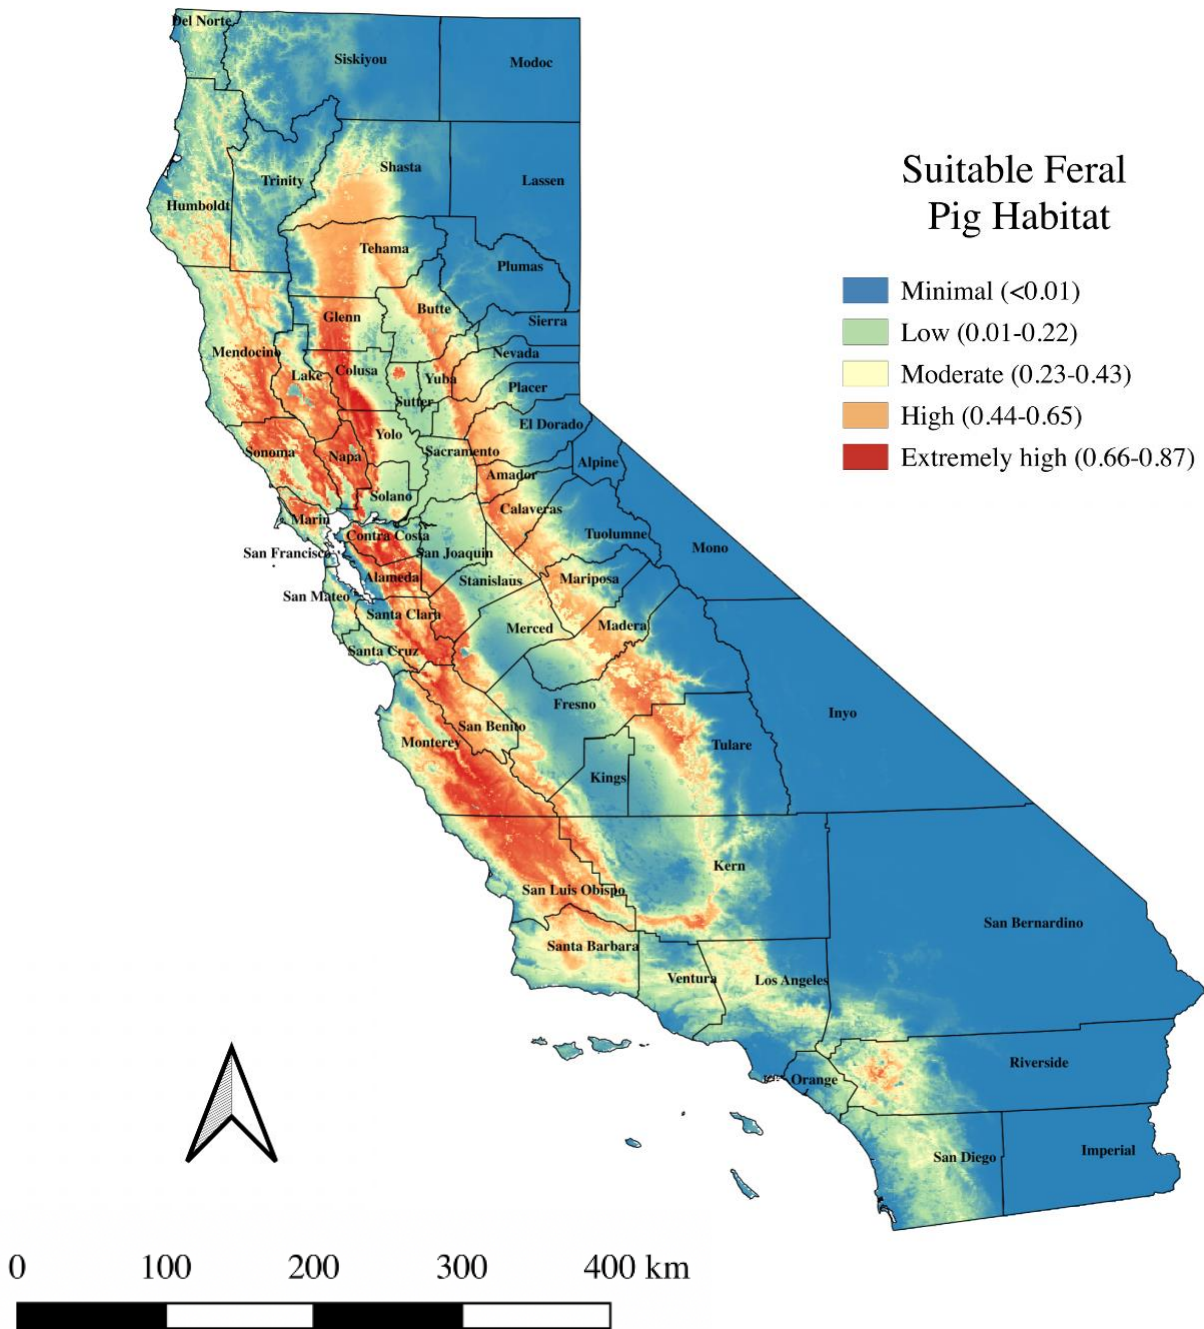 Del Norte
Siskiyou
Modoc
Shasta
Trinity
Lassen
Humboldt
Tehama
Plumas
Butte
Glenn
Sierra
Mendocino
Nevada
Lake
Colusa
Yuba
Placer
Sutter
El Dorado
Yolo
Sonoma
Napa
Sacramento
Alpine
Amador
Solano
Calaveras
Marin
Contra Costa
Tuolumne
Mono
San Francisco
San Joaquin
Alameda
Stanislaus
Mariposa
San Mateo
Santa Clara
Merced
Madera
Santa Cruz
Fresno
Inyo
San Benito
Monterey
Tulare
Kings
Kern
San Luis Obispo
San Bernardino
Santa Barbara
Ventura
Los Angeles
Riverside
Orange
San Diego
Imperial
Suitable Feral
Pig Habitat
Minimal (<0.01)
Low (0.01-0.22)
Moderate (0.23-0.43)
High (0.44-0.65)
Extremely high (0.66-0.87)
0 100 200 300 400 km